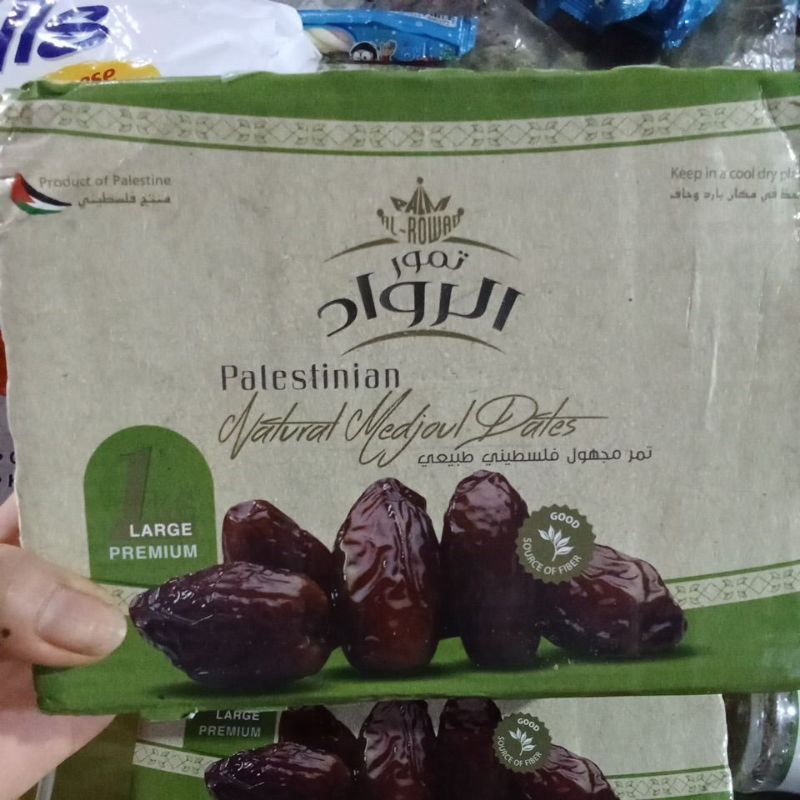 Product of Palestine
منتج فلسطيني
Keep in a cool dry
في مكان بارد وجاف
PALM
AL-ROWAD
تمور
الرواد
Palestinian
Natural Medjoul Dates
تمر مجهول فلسطيني طبيعي
1
LARGE
PREMIUM
GOOD
SOURCE OF FIBER
LARGE
PREMIUM
GOOD
SOURCE OF FIBER